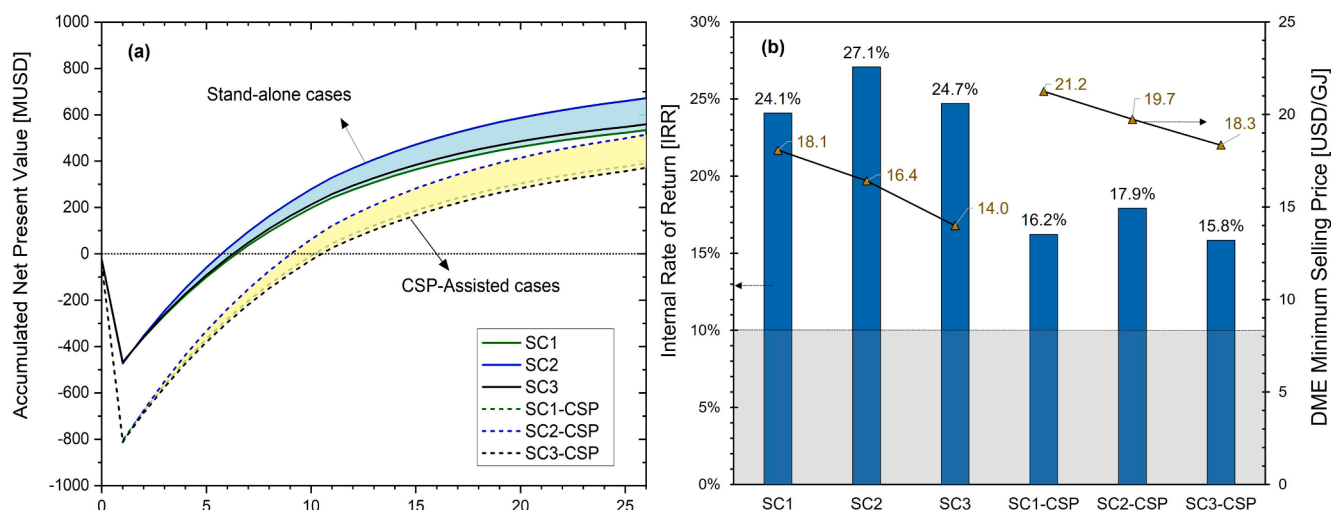 Accumulated Net Present Value [MUSD]
1000
800
600
400
200
0
-200
-400
-600
-800
-1000
(a)
Stand-alone cases
CSP-Assisted cases
SC1
SC2
SC3
SC1-CSP
SC2-CSP
SC3-CSP
0 5 10 15 20 25
Internal Rate of Return [IRR]
30%
25%
20%
15%
10%
5%
0%
(b)
24.1%
27.1%
24.7%
16.2%
17.9%
15.8%
18.1
16.4
14.0
21.2
19.7
18.3
SC1 SC2 SC3 SC1-CSP SC2-CSP SC3-CSP
25
20
15
10
5
0
DME Minimum Selling Price [USD/GJ]